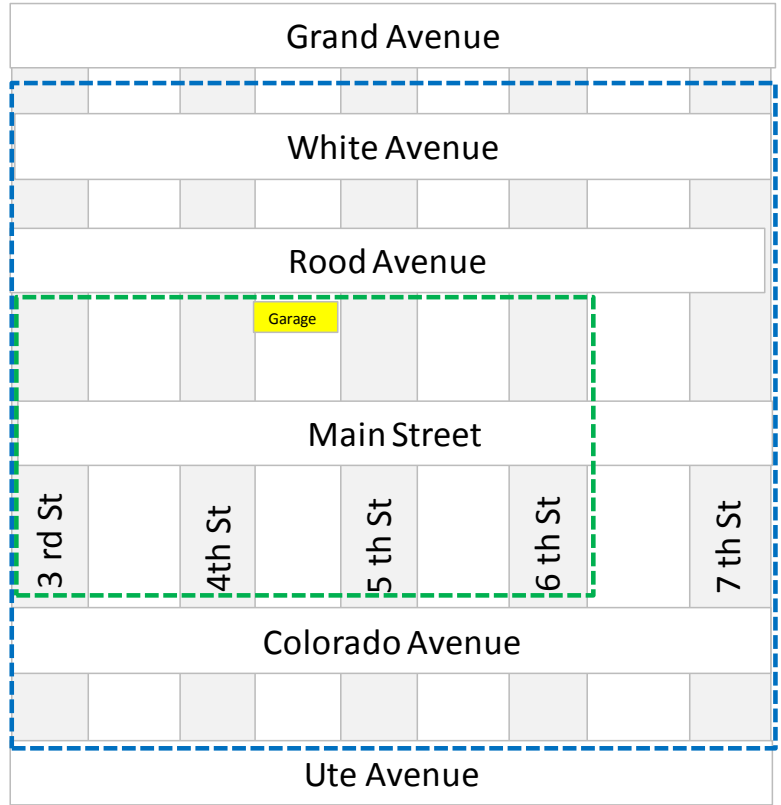 Grand Avenue
White Avenue
Rood Avenue
Garage
Main Street
3 rd St
4th St
5 th St
6 th St
7 th St
Colorado Avenue
Ute Avenue